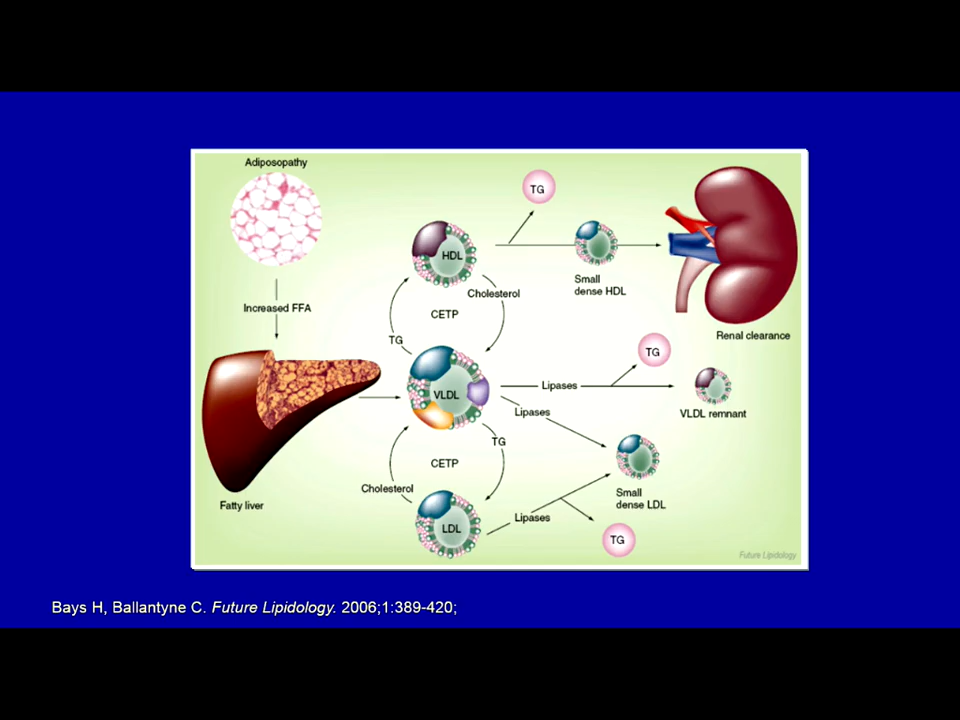 Adiposopathy
Increased FFA
Fatty liver
TG
HDL
Small
dense HDL
Renal clearance
Cholesterol
CETP
TG
VLDL
Lipases
TG
VLDL remnant
Lipases
TG
CETP
Cholesterol
Small
dense LDL
LDL
Lipases
TG
Future Lipidology
Bays H, Ballantyne C. Future Lipidology. 2006;1:389-420;